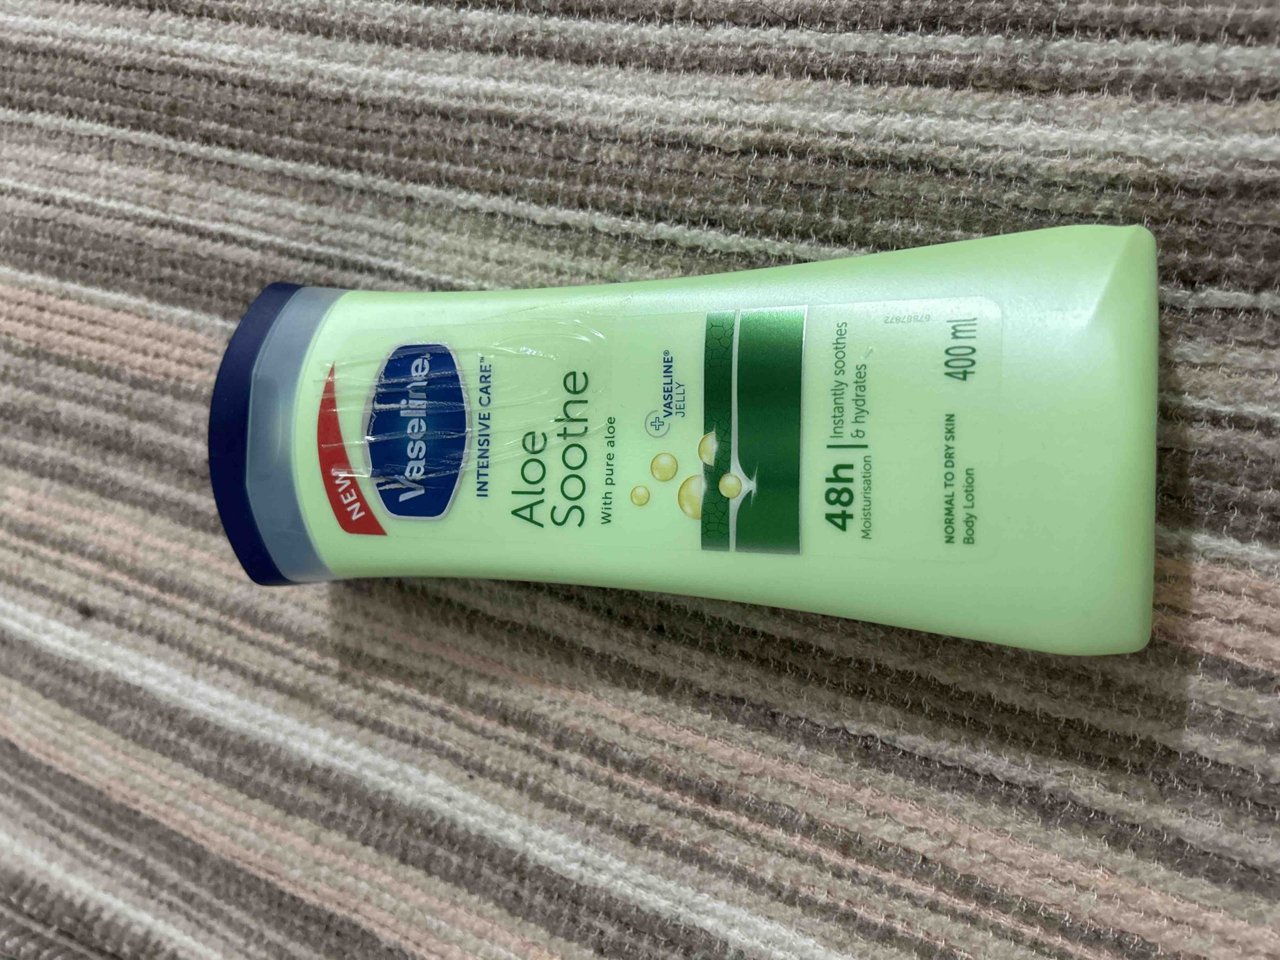 NEW
Vaseline
INTENSIVE CARE™
Aloe
Soothe
With pure aloe
VASELINE®
JELLY
48h
Moisturisation
Instantly soothes
& hydrates
67867872
NORMAL TO DRY SKIN
Body Lotion
400 ml